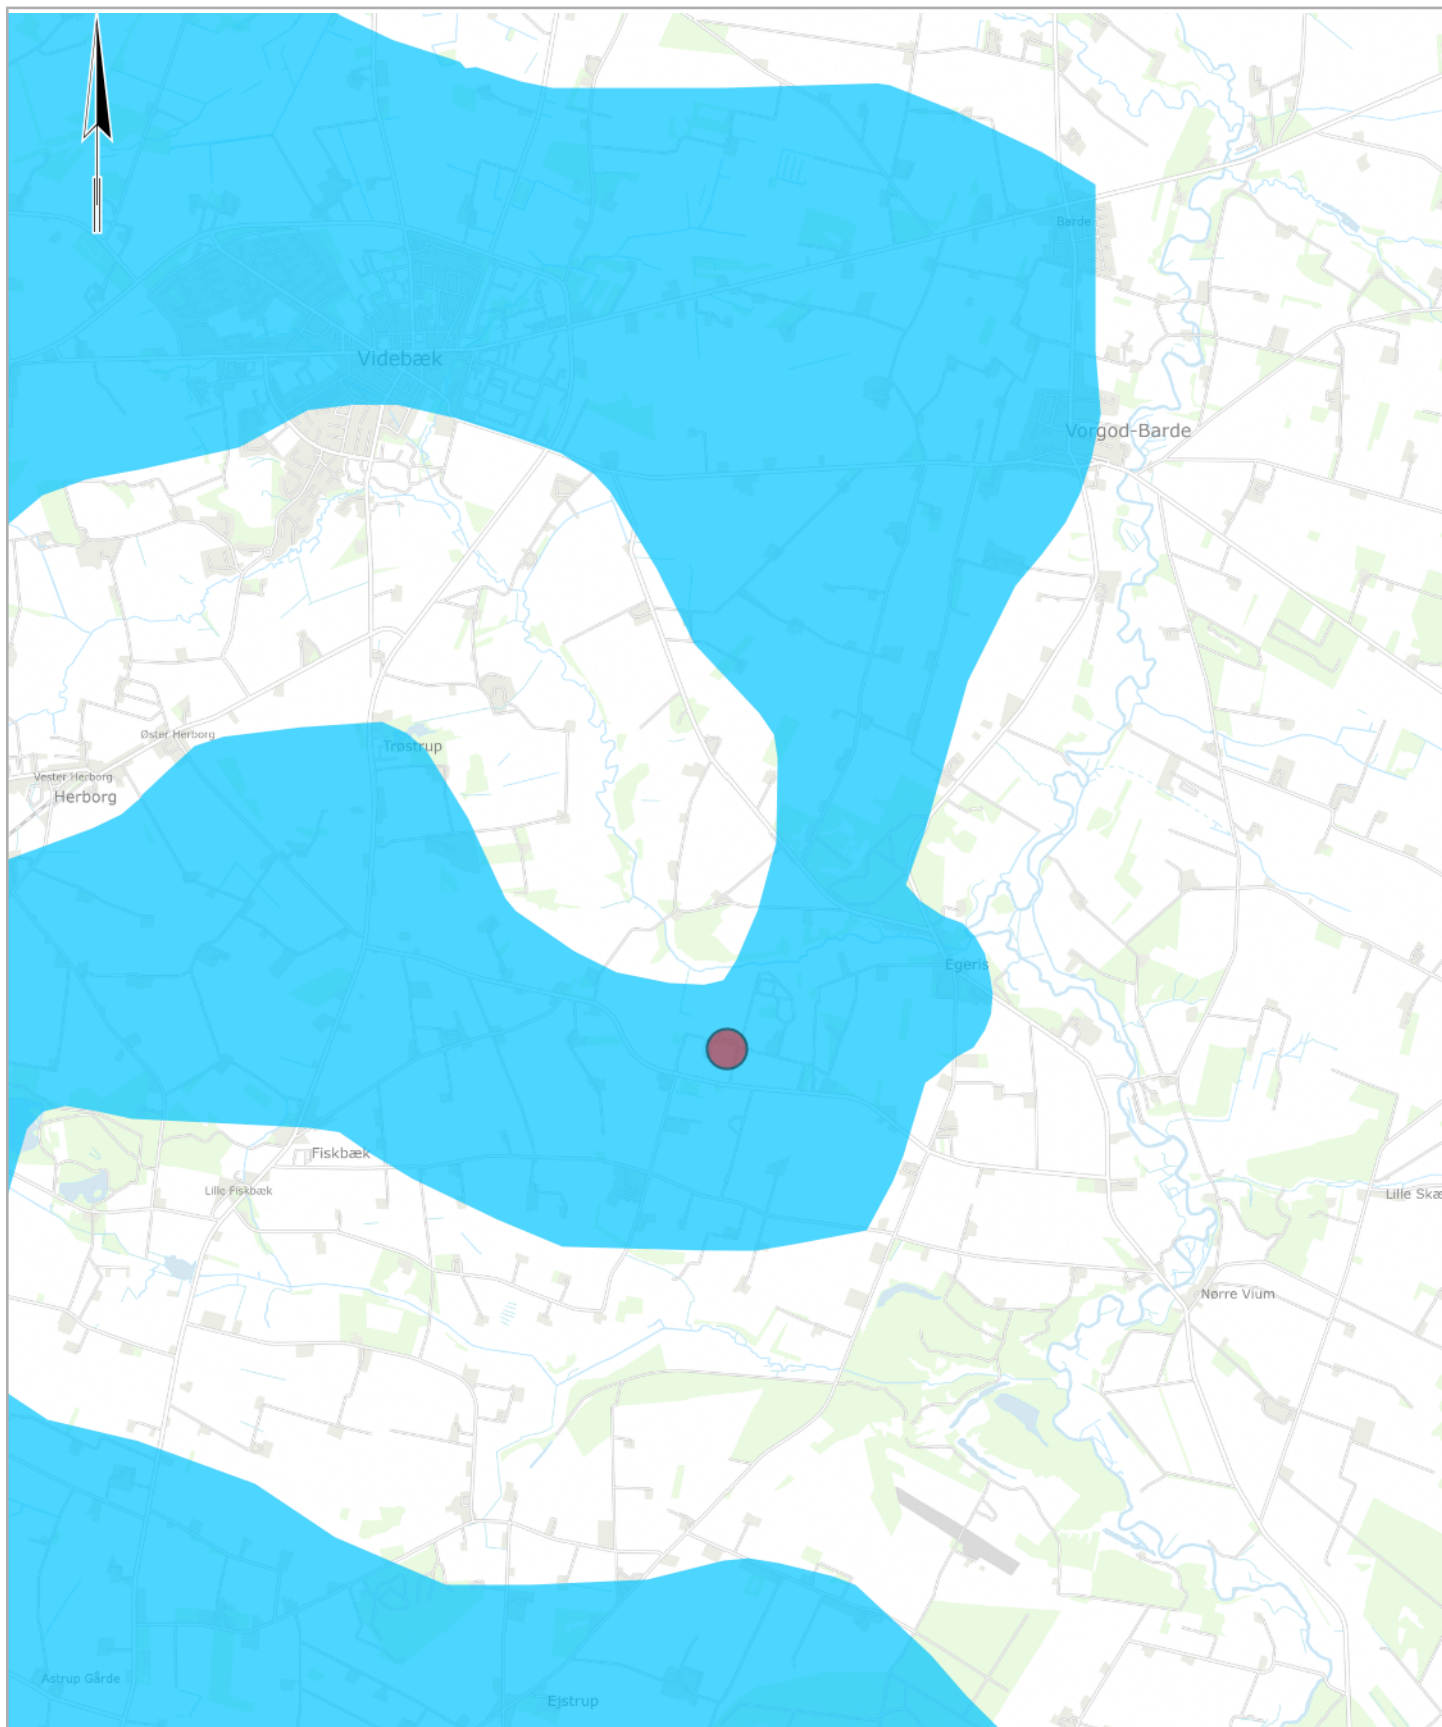 Barde
Videbæk
Vorgod-Barde
Øster Herborg
Trøstrup
Vester Herborg
Herborg
Egeris
Fiskbæk
Lille Fiskbæk
Lille Skæ
Nørre Vium
Astrup Gårde
Ejstrup